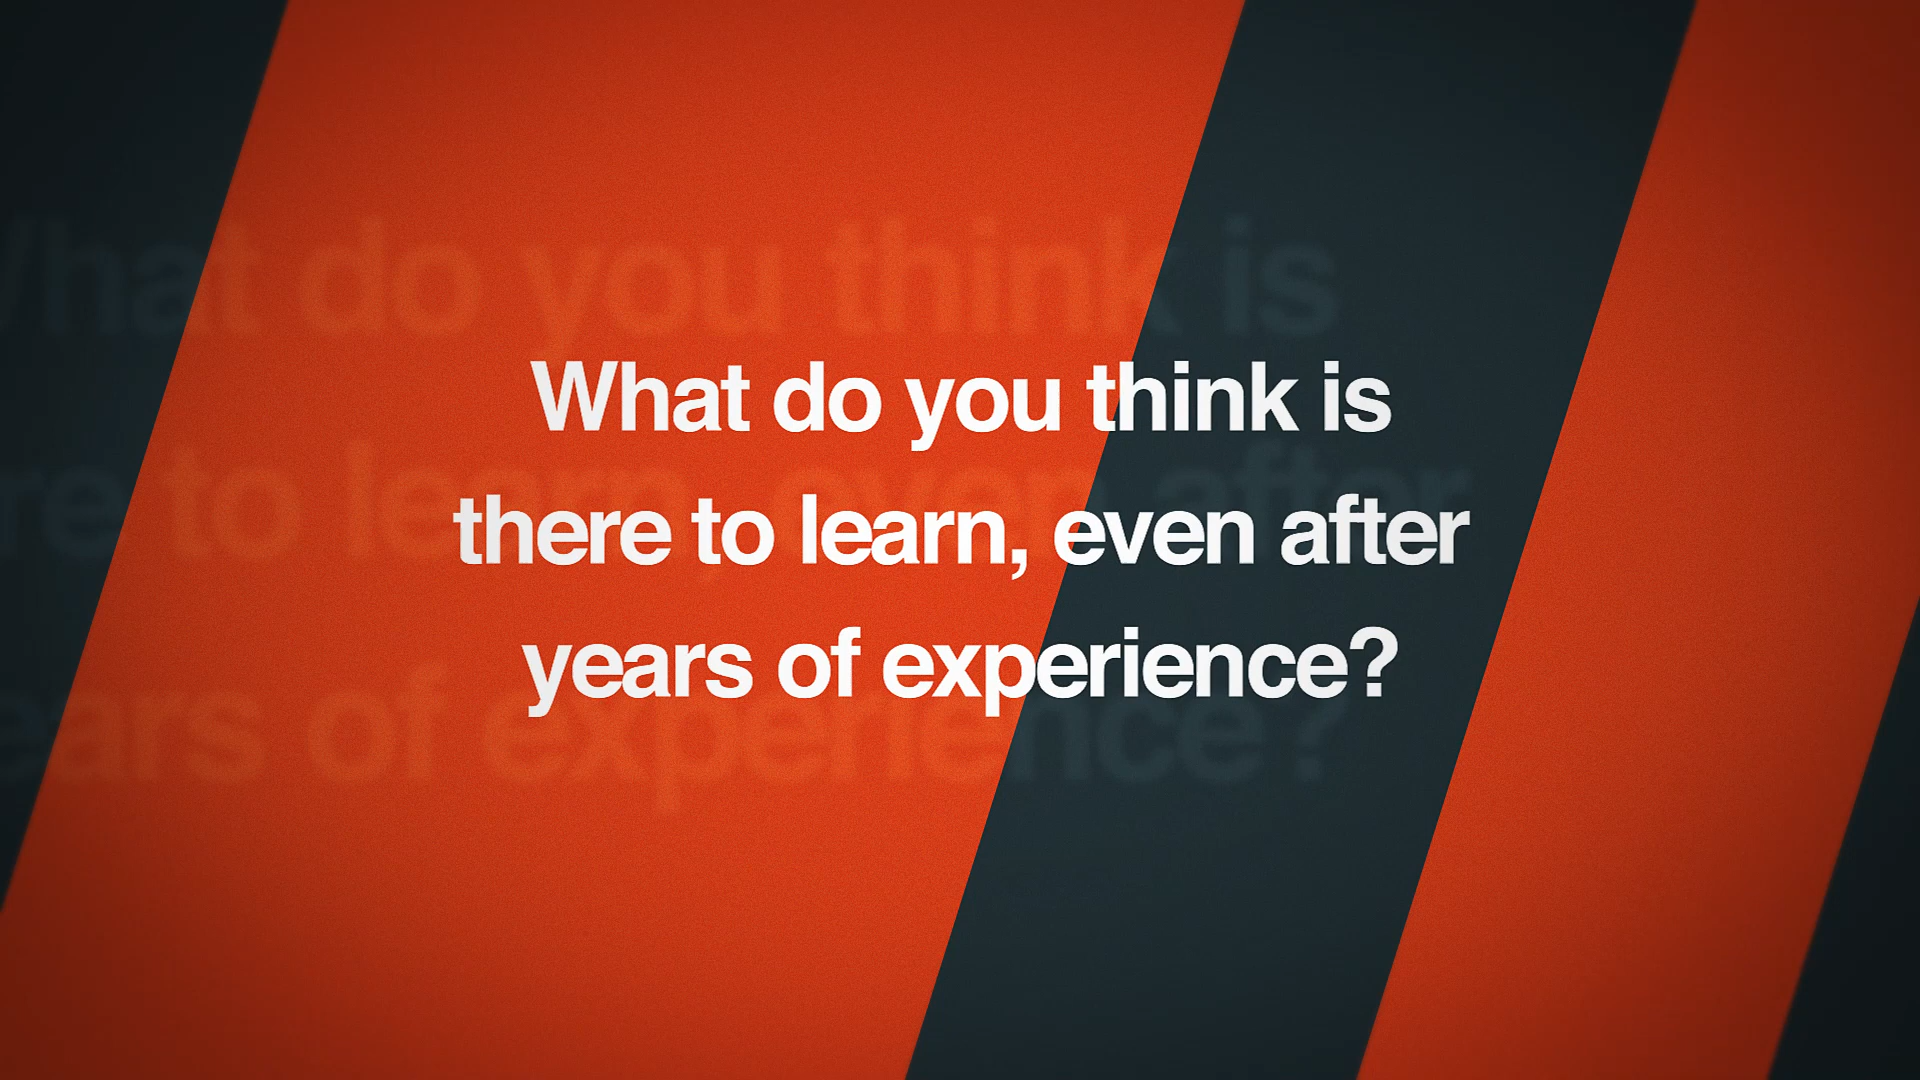 What do you think is
there to learn, even after
years of experience?